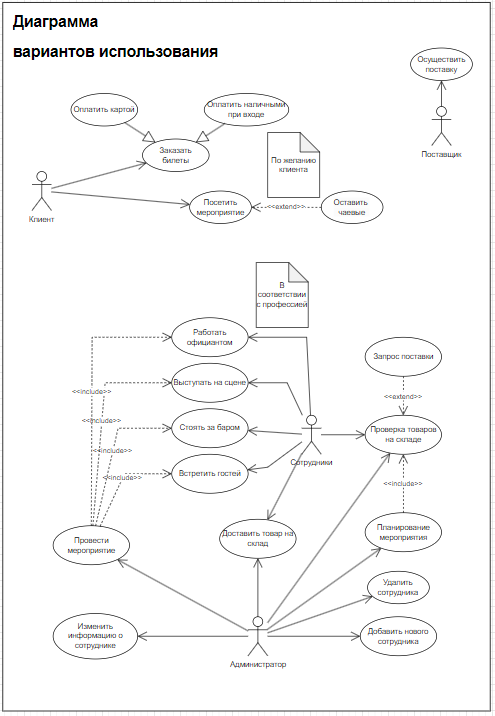 Диаграмма
вариантов использования
Осуществить
поставку
Поставщик
Оплатить картой
Оплатить наличными
при входе
Заказать
билеты
По желанию
клиента
Клиент
Посетить
мероприятие
<<extend>>
Оставить
чаевые
В
соответствии
с профессией
Работать
официантом
Запрос поставки
Выступать на сцене
<<include>>
<<extend>>
<<include>>
Стоять за баром
Проверка товаров
на складе
<<include>>
Сотрудники
Встретить гостей
<<include>>
<<include>>
Провести
мероприятие
Доставить товар на
склад
Планирование
мероприятия
Удалить
сотрудника
Изменить
информацию о
сотруднике
Добавить нового
сотрудника
Администратор